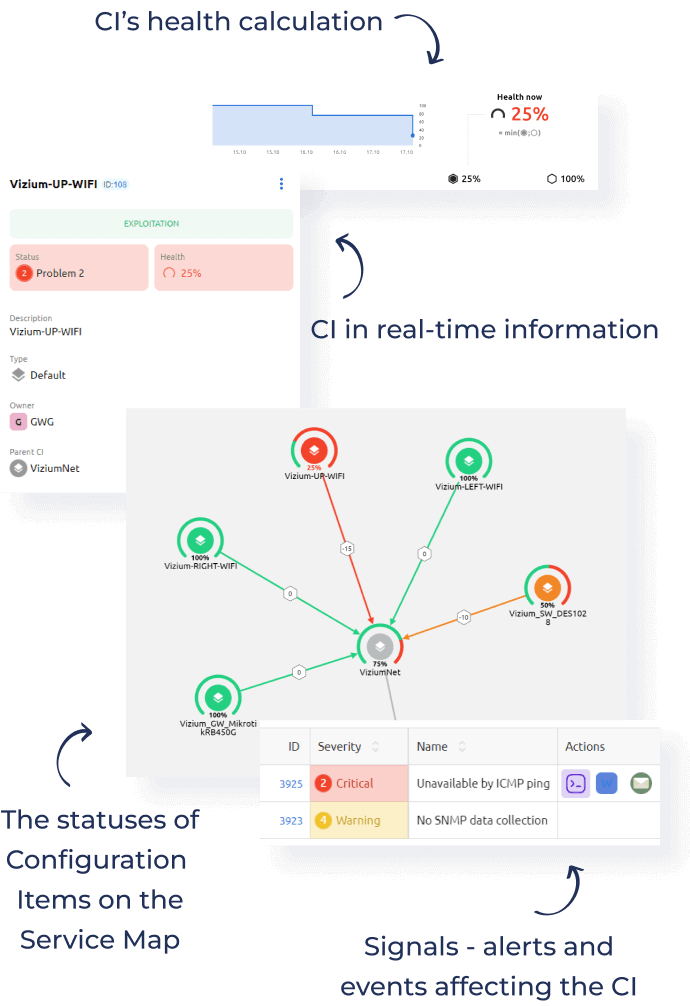 CI's health calculation
Health now
25%
= min(⬢;⬡)
100
80
60
40
20
0
15.10 15.10 16.10 16.10 17.10 17.10
25% 100%
Vizium-UP-WIFI ID:108
EXPLOITATION
Status
2 Problem 2
Health
25%
Description
Vizium-UP-WIFI
Type
Default
Owner
G GWG
Parent CI
ViziumNet
CI in real-time information
25%
Vizium-UP-WIFI
100%
Vizium-LEFT-WIFI
100%
Vizium-RIGHT-WIFI
-15
0
0
50%
Vizium_SW_DES102
8
-10
75%
ViziumNet
0
100%
Vizium_GW_Mikroti
kRB450G
ID Severity Name Actions
3925 2 Critical Unavailable by ICMP ping
3923 4 Warning No SNMP data collection
The statuses of
Configuration
Items on the
Service Map
Signals - alerts and
events affecting the CI